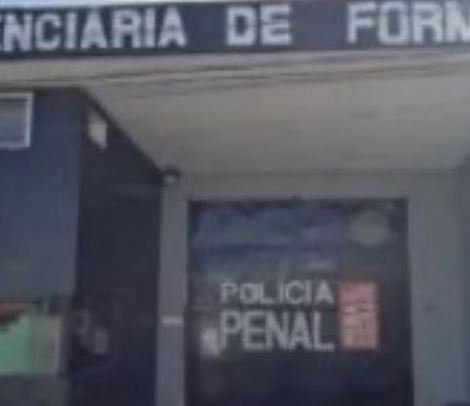 ENCIÁRIA DE FORM
POLÍCIA
PENAL